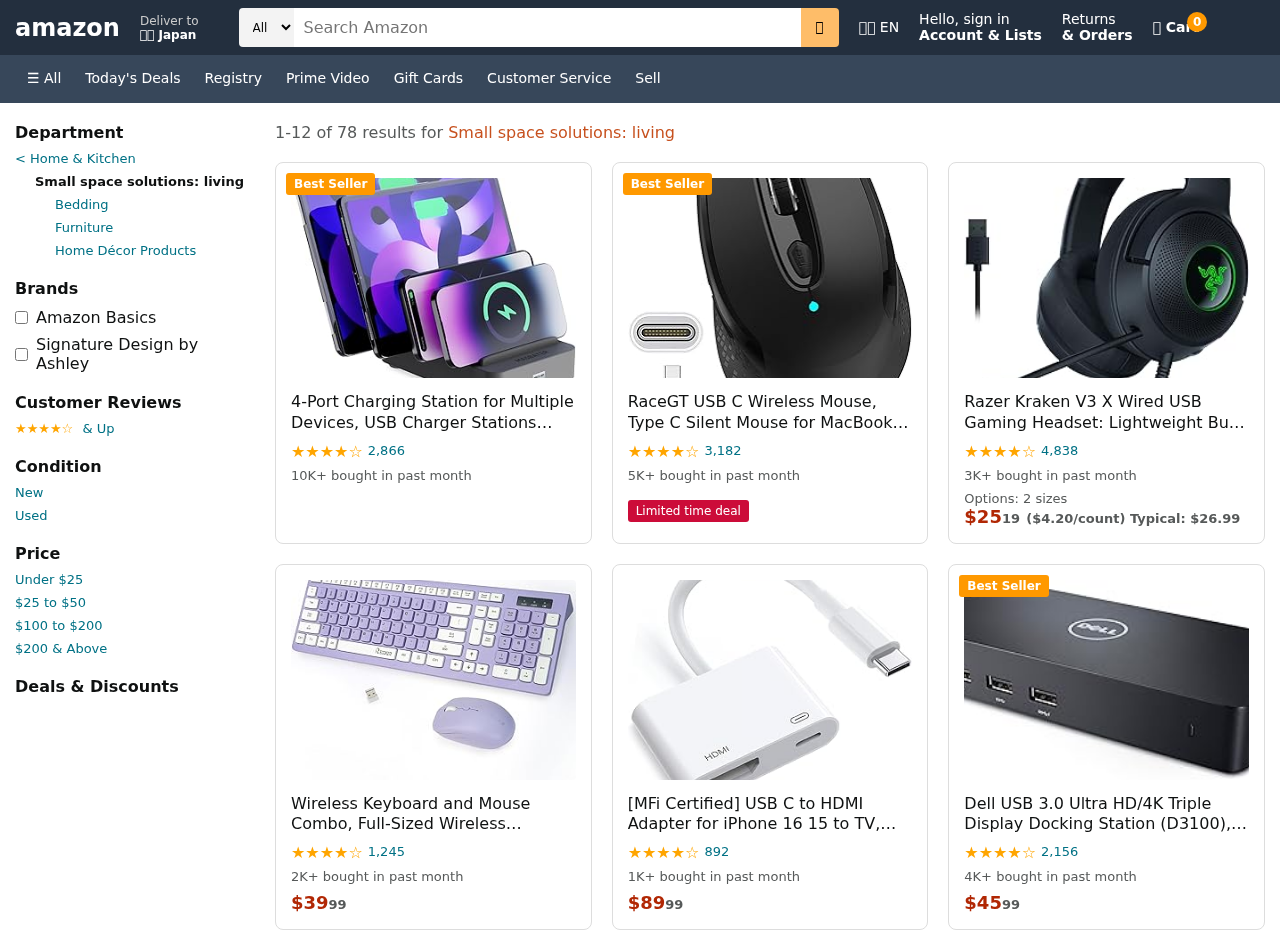 amazon
Deliver to
Japan
All
Search Amazon
EN
Hello, sign in
Account & Lists
Returns
& Orders
0
☰ All
Today's Deals
Registry
Prime Video
Gift Cards
Customer Service
Sell
Department
< Home & Kitchen
Small space solutions: living
Bedding
Furniture
Home Décor Products
Brands
Amazon Basics
Signature Design by
Ashley
Customer Reviews
★★★★☆ & Up
Condition
New
Used
Price
Under $25
$25 to $50
$100 to $200
$200 & Above
Deals & Discounts
1-12 of 78 results for Small space solutions: living
Best Seller
4-Port Charging Station for Multiple
Devices, USB Charger Stations…
★★★★☆ 2,866
10K+ bought in past month
Best Seller
RaceGT USB C Wireless Mouse,
Type C Silent Mouse for MacBook…
★★★★☆ 3,182
5K+ bought in past month
Limited time deal
Razer Kraken V3 X Wired USB
Gaming Headset: Lightweight Bu…
★★★★☆ 4,838
3K+ bought in past month
Options: 2 sizes
$25 19 ($4.20/count) Typical: $26.99
Wireless Keyboard and Mouse
Combo, Full-Sized Wireless…
★★★★☆ 1,245
2K+ bought in past month
$39 99
HDMI
[MFi Certified] USB C to HDMI
Adapter for iPhone 16 15 to TV,…
★★★★☆ 892
1K+ bought in past month
$89 99
Best Seller
DELL
Dell USB 3.0 Ultra HD/4K Triple
Display Docking Station (D3100),…
★★★★☆ 2,156
4K+ bought in past month
$45 99